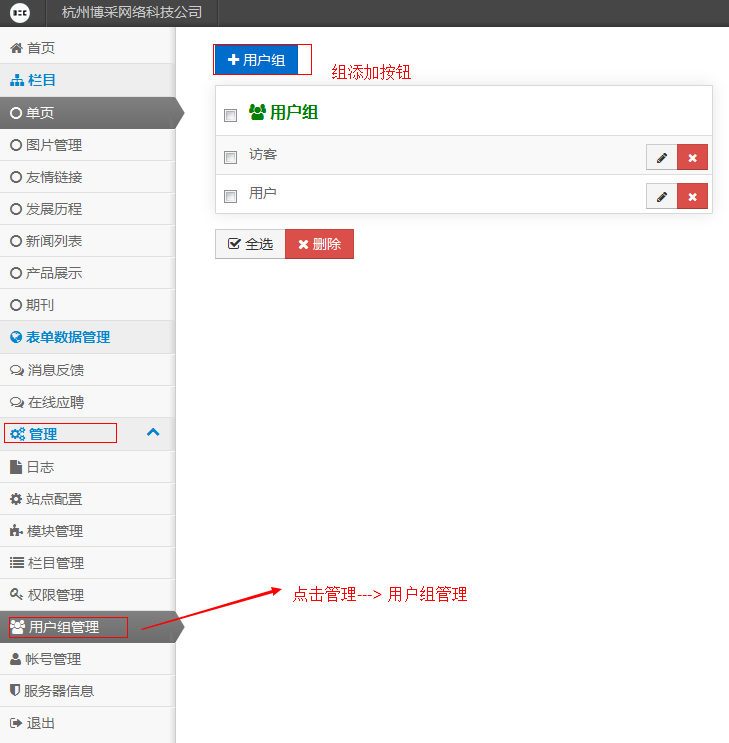 杭州博采网络科技公司
首页
栏目
单页
图片管理
友情链接
发展历程
新闻列表
产品展示
期刊
表单数据管理
消息反馈
在线应聘
管理
日志
站点配置
模块管理
栏目管理
权限管理
用户组管理
帐号管理
服务器信息
退出
用户组
组添加按钮
用户组
访客
用户
全选
删除
点击管理---> 用户组管理